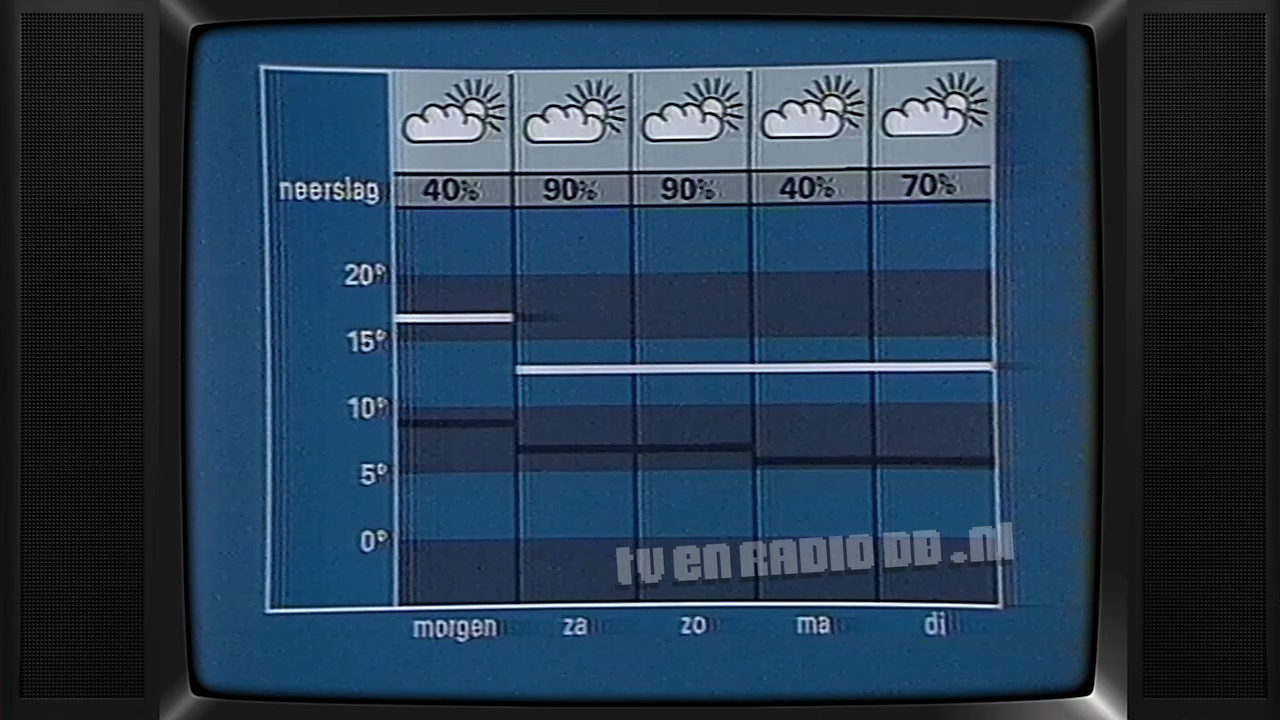 neerslag 40% 90% 90% 40% 70%
20°
15°
10°
5°
0°
tv en RADIO DB .nl
morgen za zo ma di